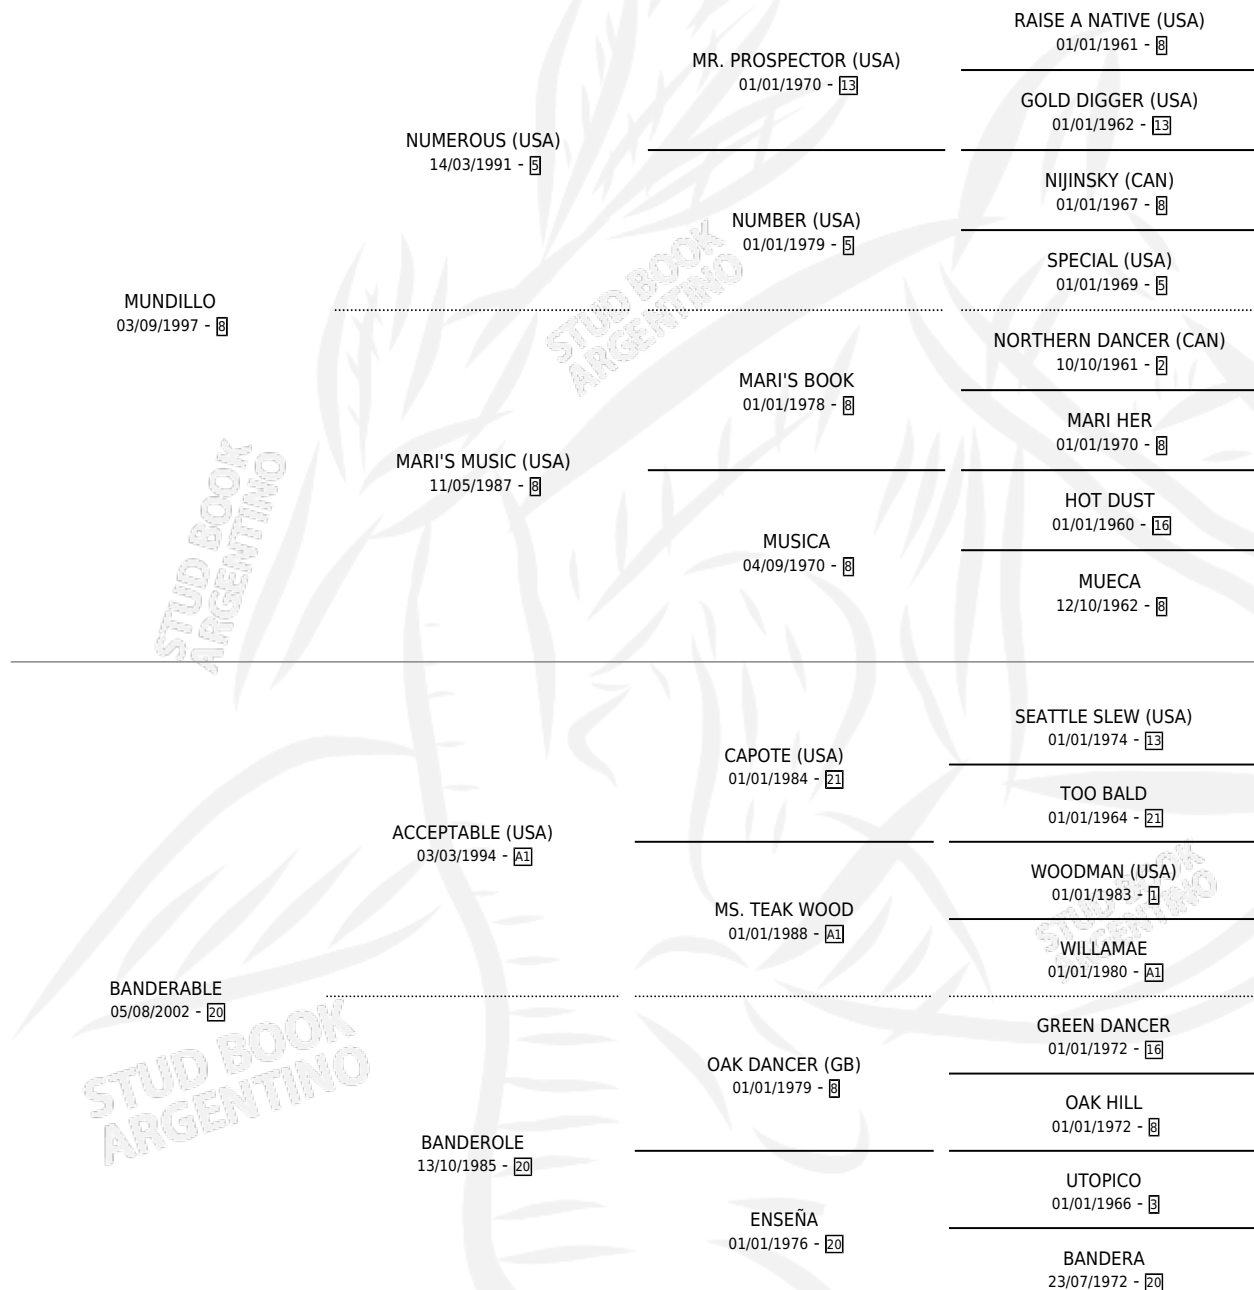 RAISE A NATIVE (USA)
01/01/1961 - 8
MR. PROSPECTOR (USA)
01/01/1970 - 13
GOLD DIGGER (USA)
01/01/1962 - 13
NUMEROUS (USA)
14/03/1991 - 5
NIJINSKY (CAN)
01/01/1967 - 8
NUMBER (USA)
01/01/1979 - 5
SPECIAL (USA)
01/01/1969 - 5
MUNDILLO
03/09/1997 - 8
STUD BOOK
ARGENTINO
NORTHERN DANCER (CAN)
10/10/1961 - 2
MARI'S BOOK
01/01/1978 - 8
MARI HER
01/01/1970 - 8
MARI'S MUSIC (USA)
11/05/1987 - 8
HOT DUST
01/01/1960 - 16
MUSICA
04/09/1970 - 8
MUECA
12/10/1962 - 8
STUD BOOK
ARGENTINO
SEATTLE SLEW (USA)
01/01/1974 - 13
CAPOTE (USA)
01/01/1984 - 21
TOO BALD
01/01/1964 - 21
ACCEPTABLE (USA)
03/03/1994 - A1
WOODMAN (USA)
01/01/1983 - 1
STUD BOOK
ARGENTINO
MS. TEAK WOOD
01/01/1988 - A1
WILLAMAE
01/01/1980 - A1
BANDERABLE
05/08/2002 - 20
STUD BOOK
ARGENTINO
GREEN DANCER
01/01/1972 - 16
OAK DANCER (GB)
01/01/1979 - 8
OAK HILL
01/01/1972 - 8
BANDEROLE
13/10/1985 - 20
UTOPICO
01/01/1966 - 3
ENSEÑA
01/01/1976 - 20
BANDERA
23/07/1972 - 20